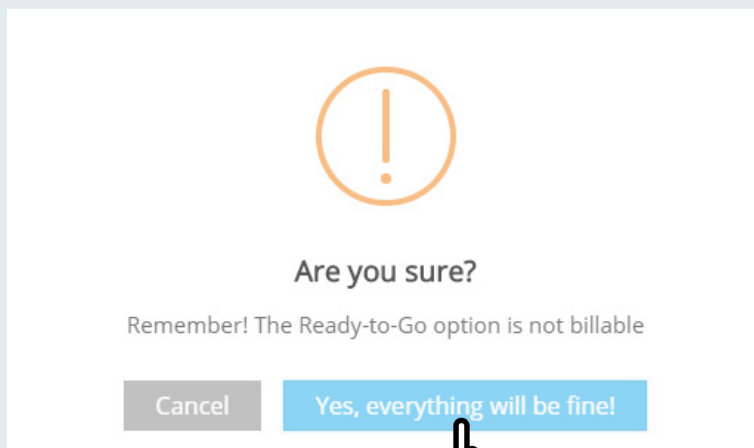 Are you sure?
Remember! The Ready-to-Go option is not billable
Cancel
Yes, everything will be fine!